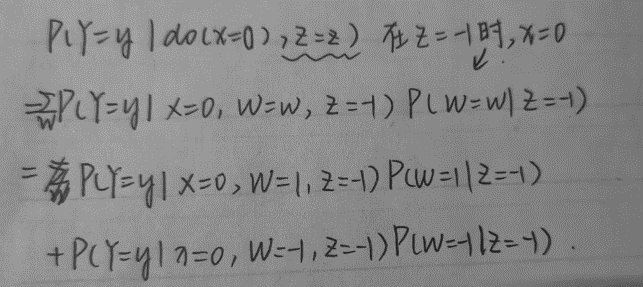 P(Y=y | do(x=0), z=z) 在 z=-1时, x=0
=∑_w P(Y=y | x=0, W=w, z=-1) P(W=w | z=-1)
= P(Y=y | x=0, W=1, z=-1) P(W=1 | z=-1)
+ P(Y=y | x=0, W=-1, z=-1) P(W=-1 | z=-1).